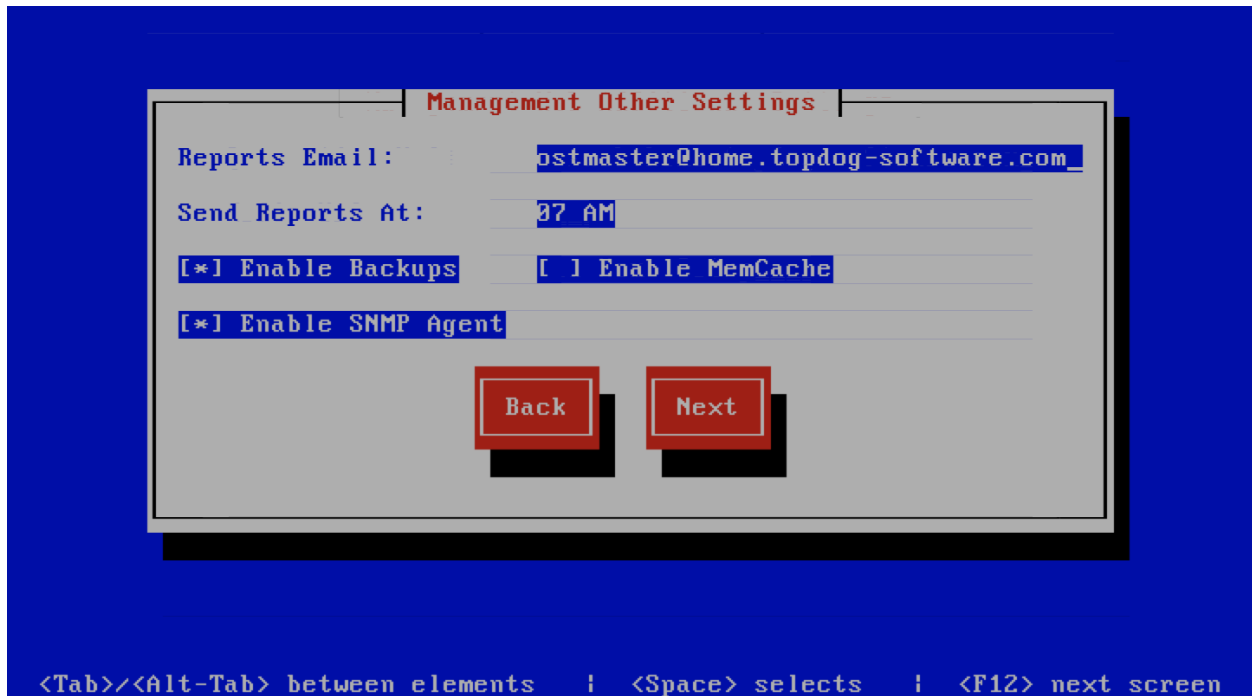 Management Other Settings
Reports Email: ostmaster@home.topdog-software.com_
Send Reports At: 07 AM
[*] Enable Backups [ ] Enable MemCache
[*] Enable SNMP Agent
Back Next
<Tab>/<Alt-Tab> between elements | <Space> selects | <F12> next screen